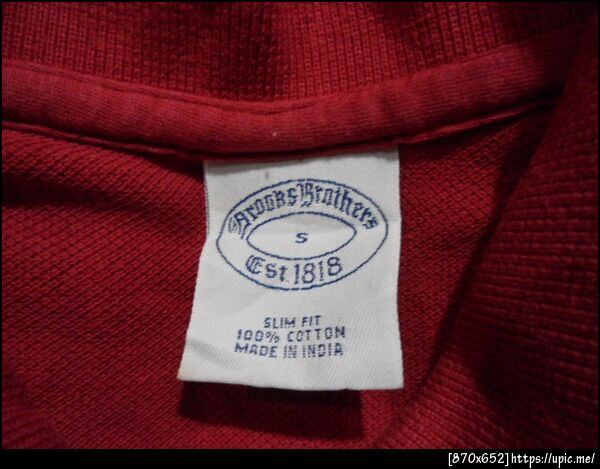 Brooks Brothers
S
Est. 1818
SLIM FIT
100% COTTON
MADE IN INDIA
[870x652]https://upic.me/